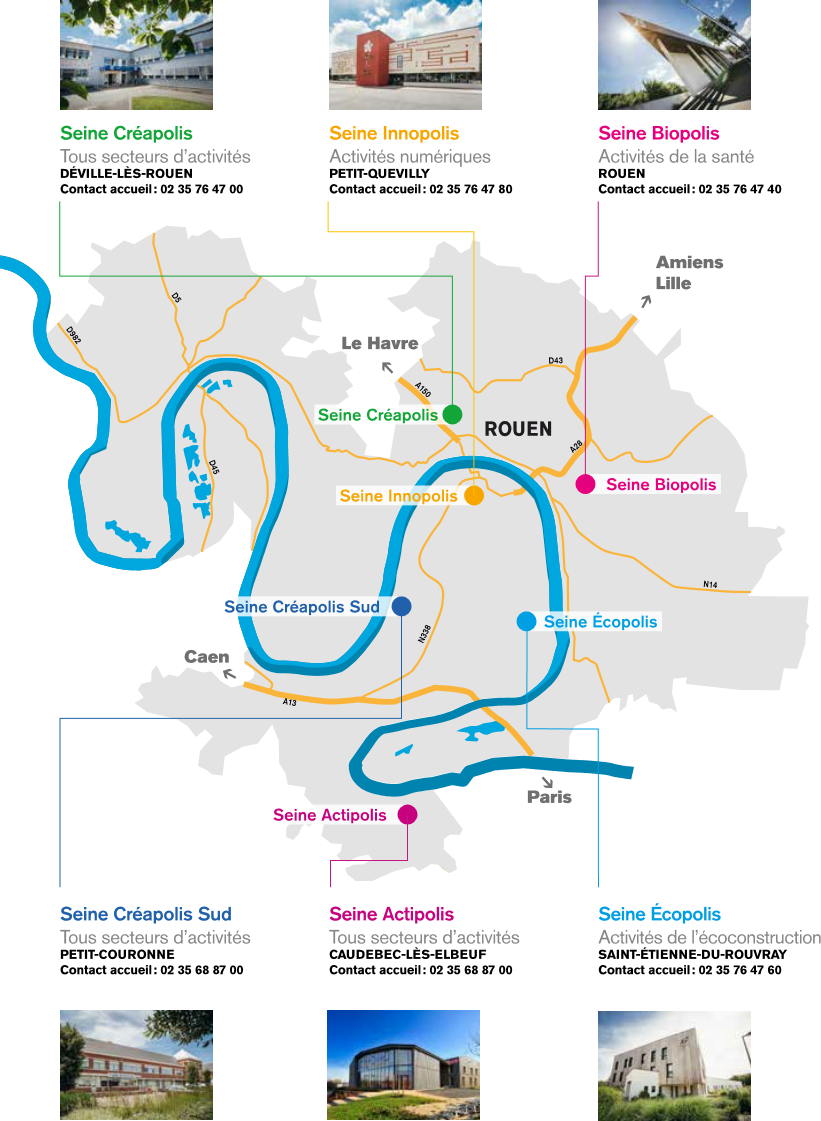 Seine Créapolis
Tous secteurs d'activités
DÉVILLE-LÈS-ROUEN
Contact accueil : 02 35 76 47 00
Seine Innopolis
Activités numériques
PETIT-QUEVILLY
Contact accueil : 02 35 76 47 80
Seine Biopolis
Activités de la santé
ROUEN
Contact accueil : 02 35 76 47 40
Amiens
Lille
D5
D982
Le Havre
D43
A150
Seine Créapolis
ROUEN
A28
D45
Seine Innopolis
Seine Biopolis
N14
Seine Créapolis Sud
Seine Écopolis
N338
Caen
A13
Paris
Seine Actipolis
Seine Créapolis Sud
Tous secteurs d'activités
PETIT-COURONNE
Contact accueil : 02 35 68 87 00
Seine Actipolis
Tous secteurs d'activités
CAUDEBEC-LÈS-ELBEUF
Contact accueil : 02 35 68 87 00
Seine Écopolis
Activités de l'écoconstruction
SAINT-ÉTIENNE-DU-ROUVRAY
Contact accueil : 02 35 76 47 60